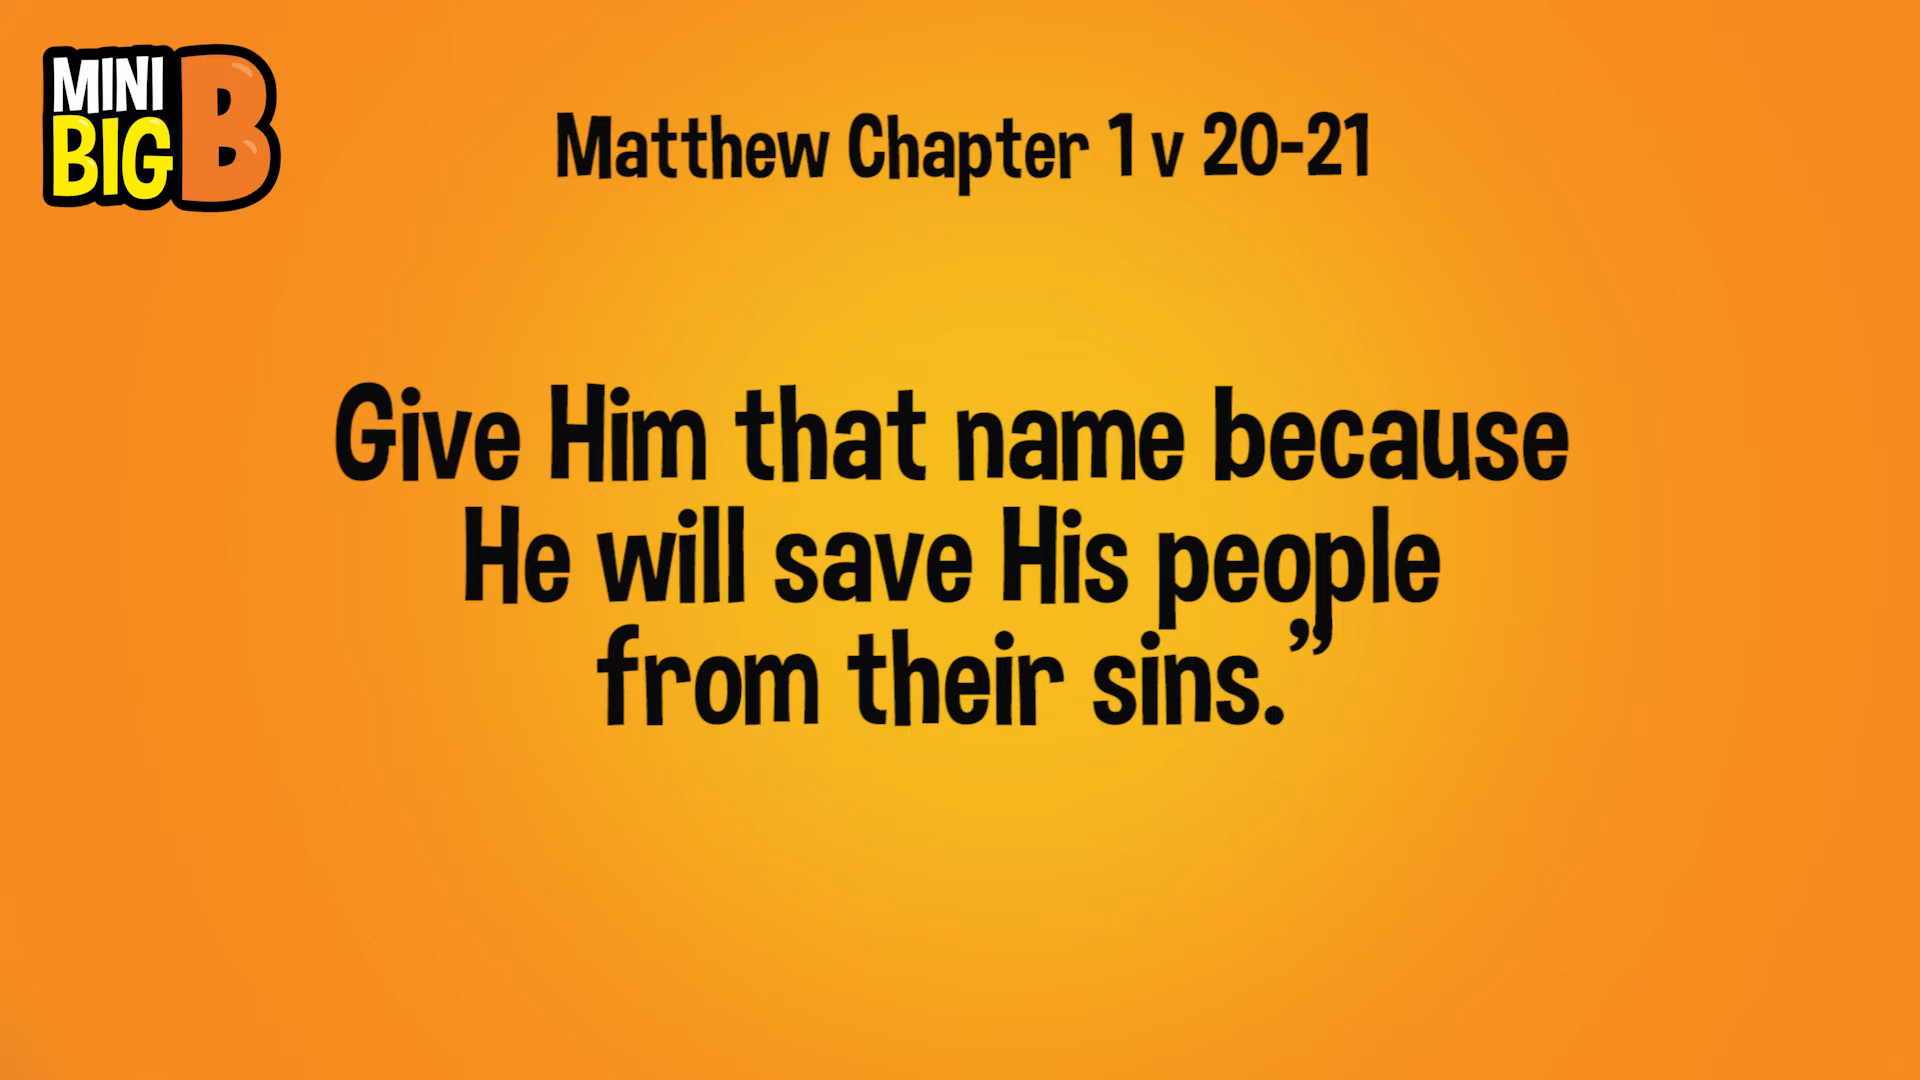 MINI
BIG B
Matthew Chapter 1 v 20-21
Give Him that name because
He will save His people
from their sins.”